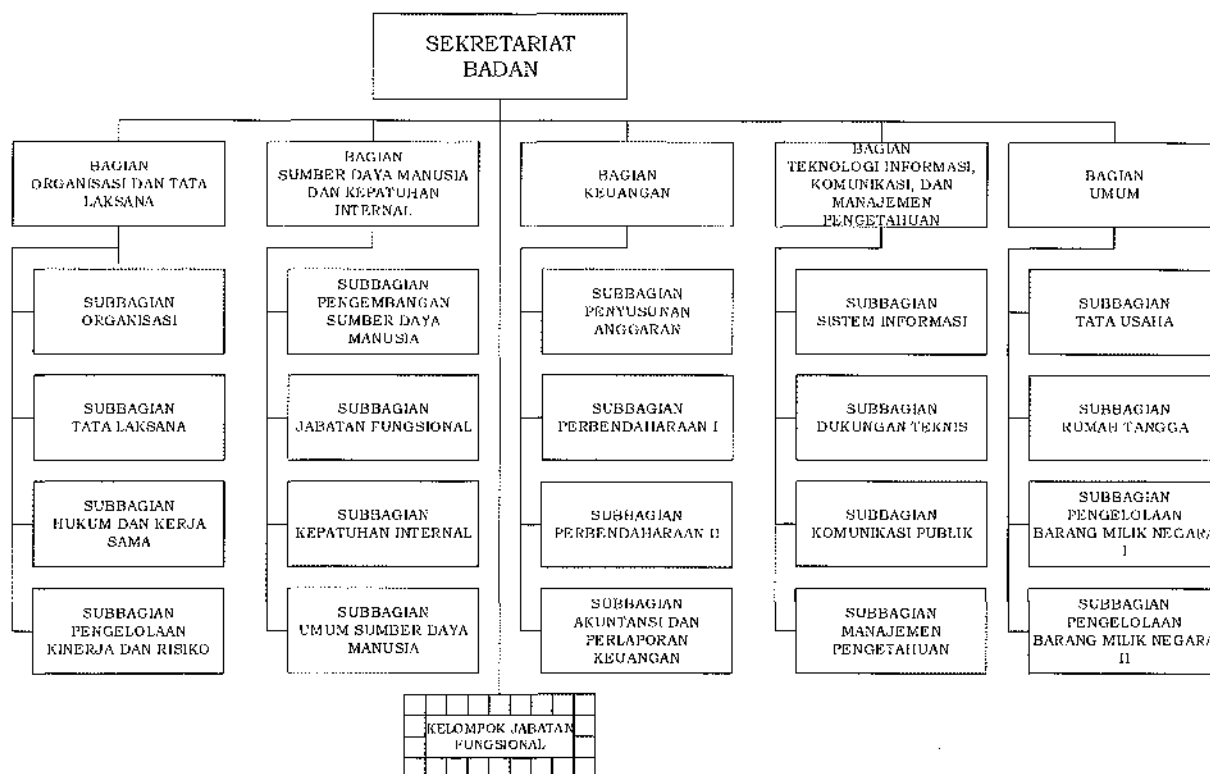 SEKRETARIAT
BADAN
BAGIAN
ORGANISASI DAN TATA
LAKSANA
BAGIAN
SUMBER DAYA MANUSIA
DAN KEPATUHAN
INTERNAL
BAGIAN
KEUANGAN
BAGIAN
TEKNOLOGI INFORMASI,
KOMUNIKASI, DAN
MANAJEMEN
PENGETAHUAN
BAGIAN
UMUM
SUBBAGIAN
ORGANISASI
SUBBAGIAN
PENGEMBANGAN
SUMBER DAYA
MANUSIA
SUBBAGIAN
PENYUSUNAN
ANGGARAN
SUBBAGIAN
SISTEM INFORMASI
SUBBAGIAN
TATA USAHA
SUBBAGIAN
TATA LAKSANA
SUBBAGIAN
JABATAN FUNGSIONAL
SUBBAGIAN
PERBENDAHARAAN I
SUBBAGIAN
DUKUNGAN TEKNIS
SUBBAGIAN
RUMAH TANGGA
SUBBAGIAN
HUKUM DAN KERJA
SAMA
SUBBAGIAN
KEPATUHAN INTERNAL
SUBBAGIAN
PERBENDAHARAAN II
SUBBAGIAN
KOMUNIKASI PUBLIK
SUBBAGIAN
PENGELOLAAN
BARANG MILIK NEGARA
I
SUBBAGIAN
PENGELOLAAN
KINERJA DAN RISIKO
SUBBAGIAN
UMUM SUMBER DAYA
MANUSIA
SUBBAGIAN
AKUNTANSI DAN
PERLAPORAN
KEUANGAN
SUBBAGIAN
MANAJEMEN
PENGETAHUAN
SUBBAGIAN
PENGELOLAAN
BARANG MILIK NEGARA
II
KELOMPOK JABATAN
FUNGSIONAL